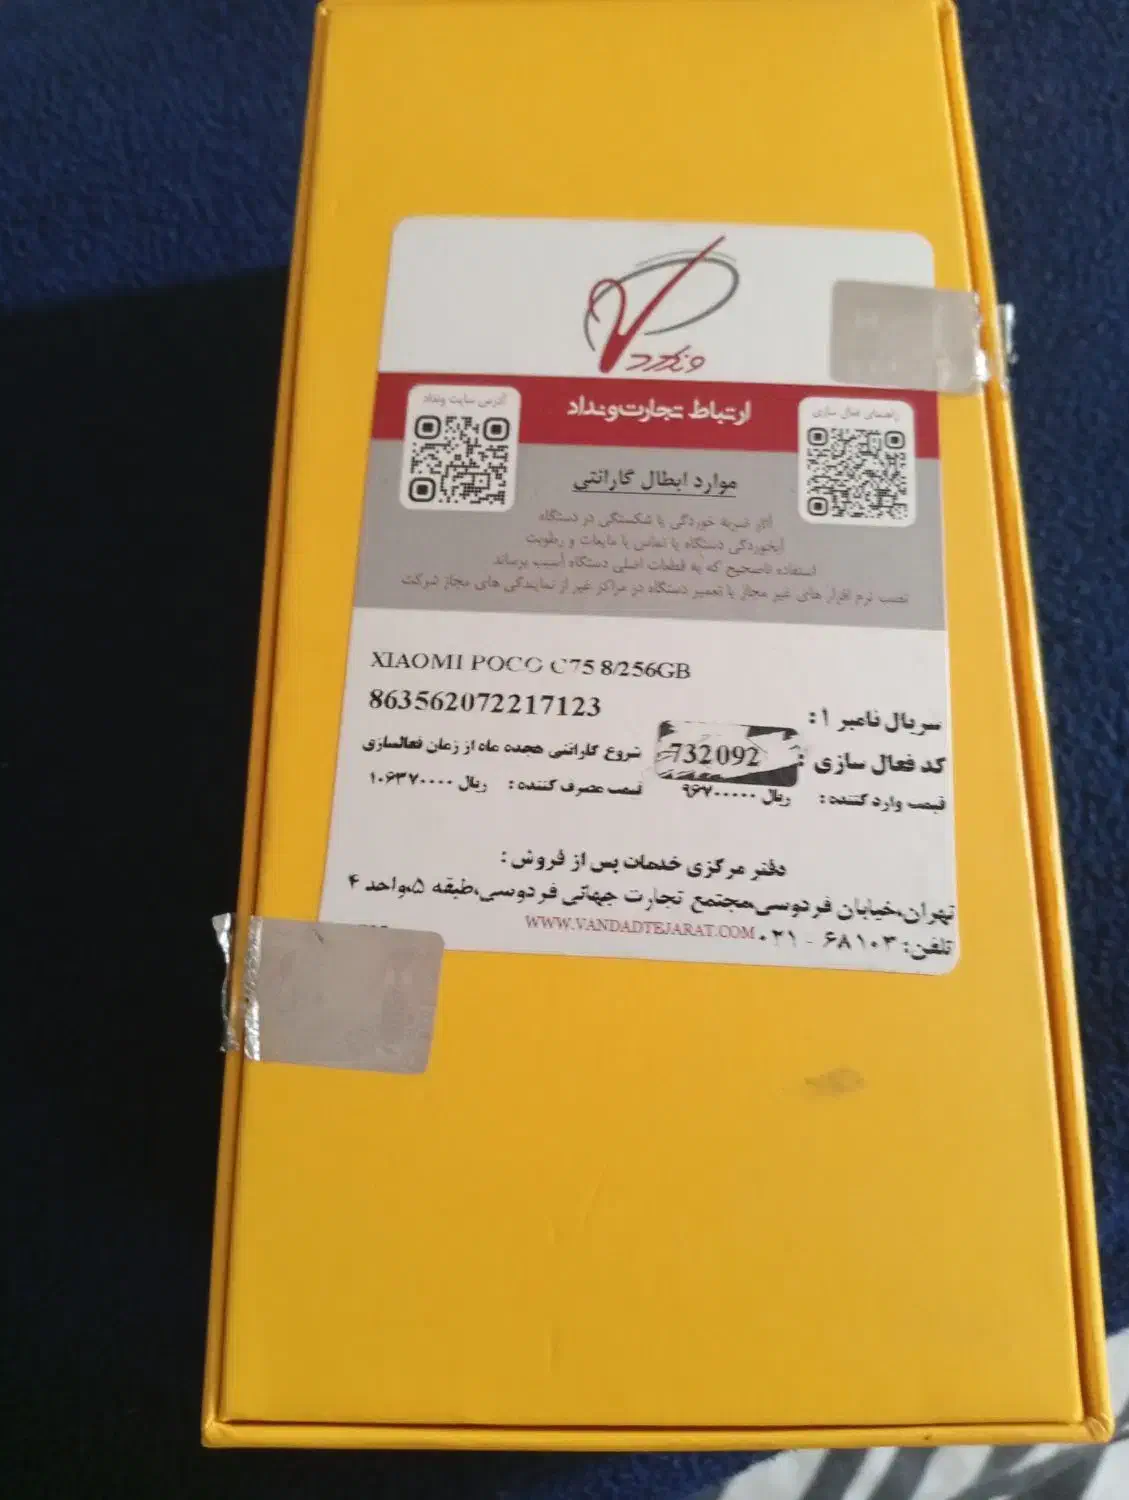 ونداد
ارتباط تجارت ونداد
آدرس سایت ونداد
راهنمای فعال سازی
موارد ابطال گارانتی
آثار ضربه خوردگی یا شکستگی در دستگاه
آبخوردگی دستگاه یا تماس با مایعات و رطوبت
استفاده ناصحیح که به قطعات اصلی دستگاه آسیب برساند
نصب نرم افزار های غیر مجاز یا تعمیر دستگاه در مراکز غیر از نمایندگی های مجاز شرکت
XIAOMI POCO C75 8/256GB
سریال نامبر ۱: 863562072217123
کد فعال سازی: 732092 شروع گارانتی هجده ماه از زمان فعالسازی
قیمت وارد کننده: ریال ۹۶۷۰۰۰۰۰ قیمت مصرف کننده: ریال ۱۰۶۳۷۰۰۰۰
دفتر مرکزی خدمات پس از فروش:
تهران،خیابان فردوسی،مجتمع تجارت جهانی فردوسی،طبقه ۵،واحد ۴
تلفن: ۶۸۱۰۳ - ۰۲۱ WWW.VANDADTEJARAT.COM